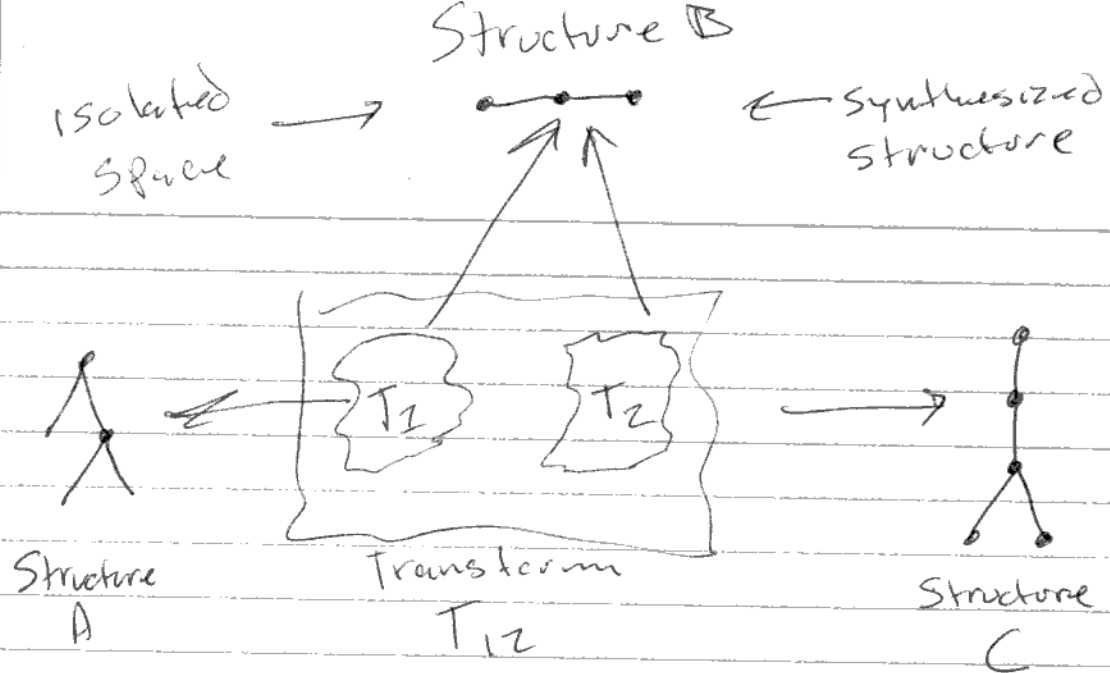 Structure B
isolated
space
synthesized
structure
T1
T2
Structure
A
Transform
T12
Structure
C